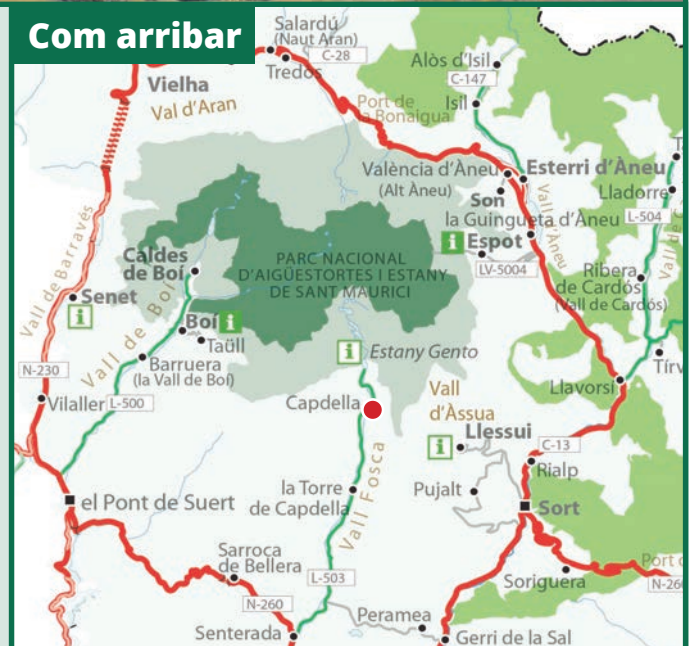 Com arribar
Salardú
(Naut Aran)
Tredòs
C-28
Vielha
Val d'Aran
Port de
la Bonaigua
Alòs d'Isil
C-147
Isil
València d'Àneu
(Alt Àneu)
Esterri d'Àneu
Son
la Guingueta d'Àneu
Vall d'Àneu
Lladorre
L-504
i Espot
LV-5004
Ribera
de Cardós
(Vall de Cardós)
PARC NACIONAL
D'AIGÜESTORTES I ESTANY
DE SANT MAURICI
Caldes
de Boí
Vall de Barravés
Senet
i
Vall de Boí
Boí i
Taüll
Barruera
(la Vall de Boí)
N-230
Vilaller
L-500
i Estany Gento
Capdella
Vall
d'Àssua
Llavorsí
Llessui
i
C-13
Rialp
Pujalt
Sort
el Pont de Suert
la Torre
de Capdella
Vall Fosca
Sarroca
de Bellera
L-503
N-260
Senterada
Soriguera
Peramea
Gerri de la Sal